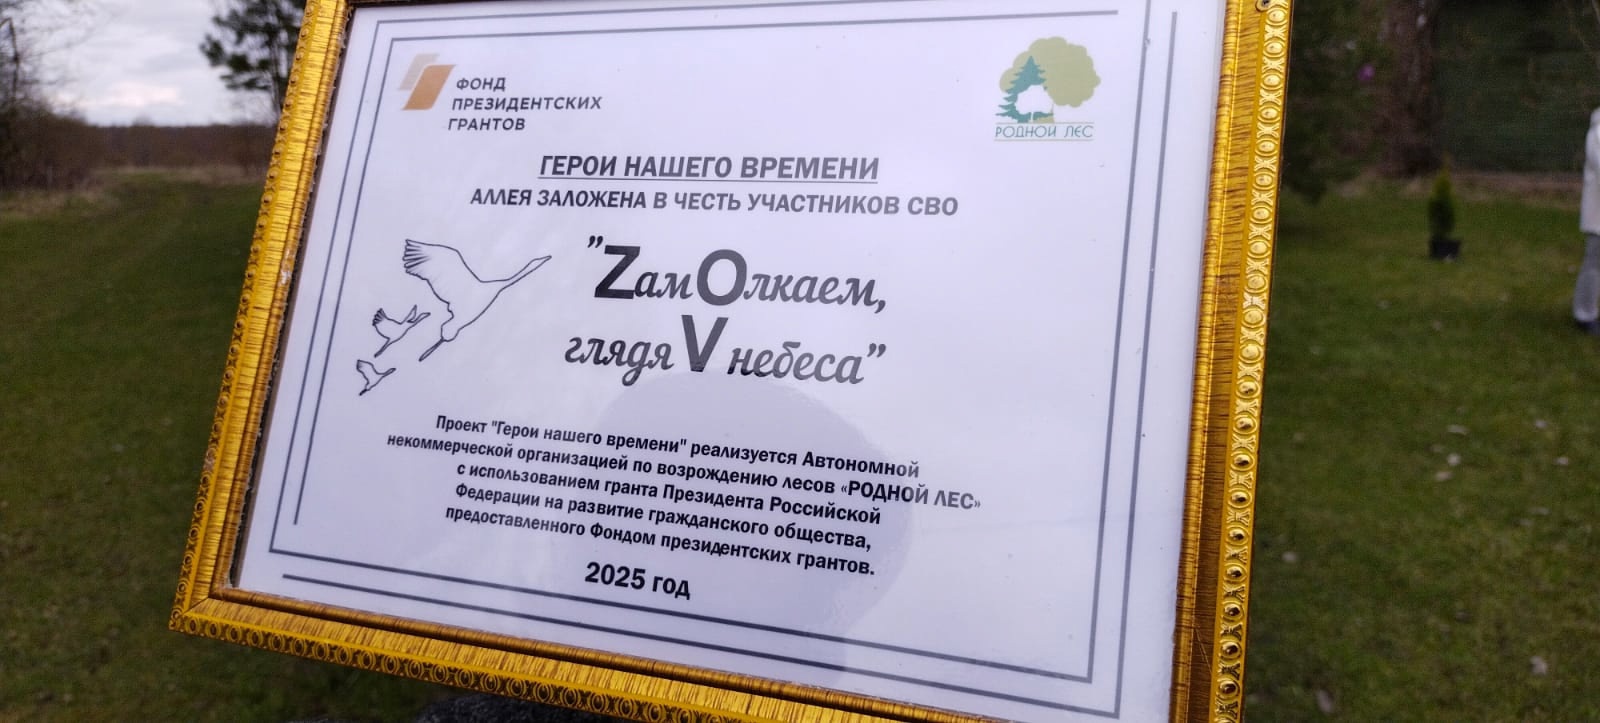 ФОНД
ПРЕЗИДЕНТСКИХ
ГРАНТОВ
РОДНОЙ ЛЕС
ГЕРОИ НАШЕГО ВРЕМЕНИ
АЛЛЕЯ ЗАЛОЖЕНА В ЧЕСТЬ УЧАСТНИКОВ СВО
"ZамОлкаем,
глядя V небеса"
Проект "Герои нашего времени" реализуется Автономной
некоммерческой организацией по возрождению лесов «РОДНОЙ ЛЕС»
с использованием гранта Президента Российской
Федерации на развитие гражданского общества,
предоставленного Фондом президентских грантов.
2025 год